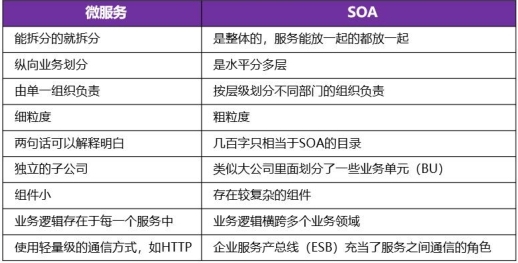 微服务 SOA
能拆分的就拆分 是整体的，服务能放一起的都放一起
纵向业务划分 是水平分多层
由单一组织负责 按层级划分不同部门的组织负责
细粒度 粗粒度
两句话可以解释明白 几百字只相当于SOA的目录
独立的子公司 类似大公司里面划分了一些业务单元（BU）
组件小 存在较复杂的组件
业务逻辑存在于每一个服务中 业务逻辑横跨多个业务领域
使用轻量级的通信方式，如HTTP 企业服务产总线（ESB）充当了服务之间通信的角色